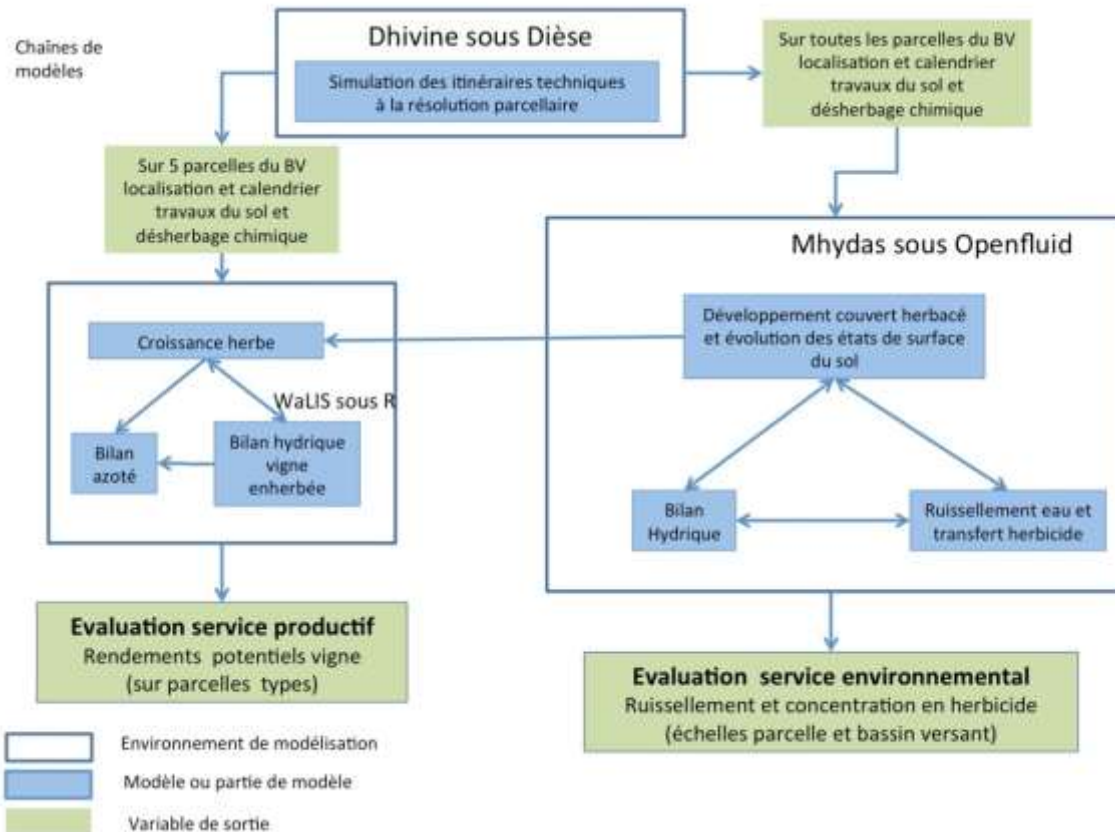 Chaînes de
modèles
Dhivine sous Dièse
Simulation des itinéraires techniques
à la résolution parcellaire
Sur toutes les parcelles du BV
localisation et calendrier
travaux du sol et
désherbage chimique
Sur 5 parcelles du BV
localisation et calendrier
travaux du sol et
désherbage chimique
Mhydas sous Openfluid
Développement couvert herbacé
et évolution des états de surface
du sol
Croissance herbe
WaLIS sous R
Bilan
azoté
Bilan hydrique
vigne
enherbée
Bilan
Hydrique
Ruissellement eau et
transfert herbicide
Evaluation service productif
Rendements potentiels vigne
(sur parcelles types)
Evaluation service environnemental
Ruissellement et concentration en herbicide
(échelles parcelle et bassin versant)
Environnement de modélisation
Modèle ou partie de modèle
Variable de sortie